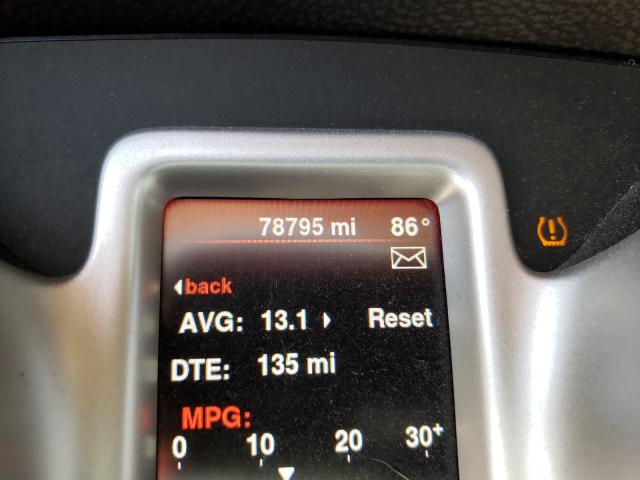 78795 mi 86°
back
AVG: 13.1 Reset
DTE: 135 mi
MPG:
0 10 20 30+